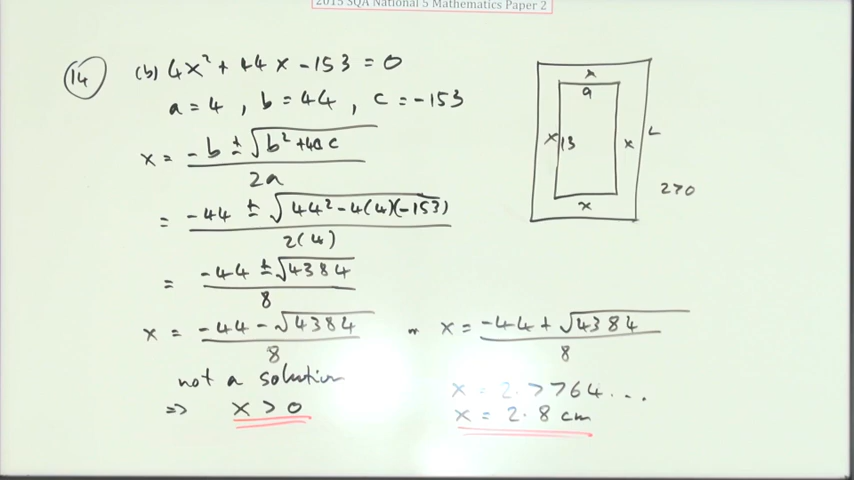 2015 SQA National 5 Mathematics Paper 2
14 (b) 4x² + 44x - 153 = 0
a = 4 , b = 44 , c = -153
x = (-b ± √(b² + 4ac)) / 2a
= (-44 ± √(44² - 4(4)(-153))) / 2(4)
= (-44 ± √4384) / 8
x = (-44 - √4384) / 8 or x = (-44 + √4384) / 8
not a solution
x = 2.7764...
=> x > 0
x = 2.8 cm
x
9
x 13 x L
x
270